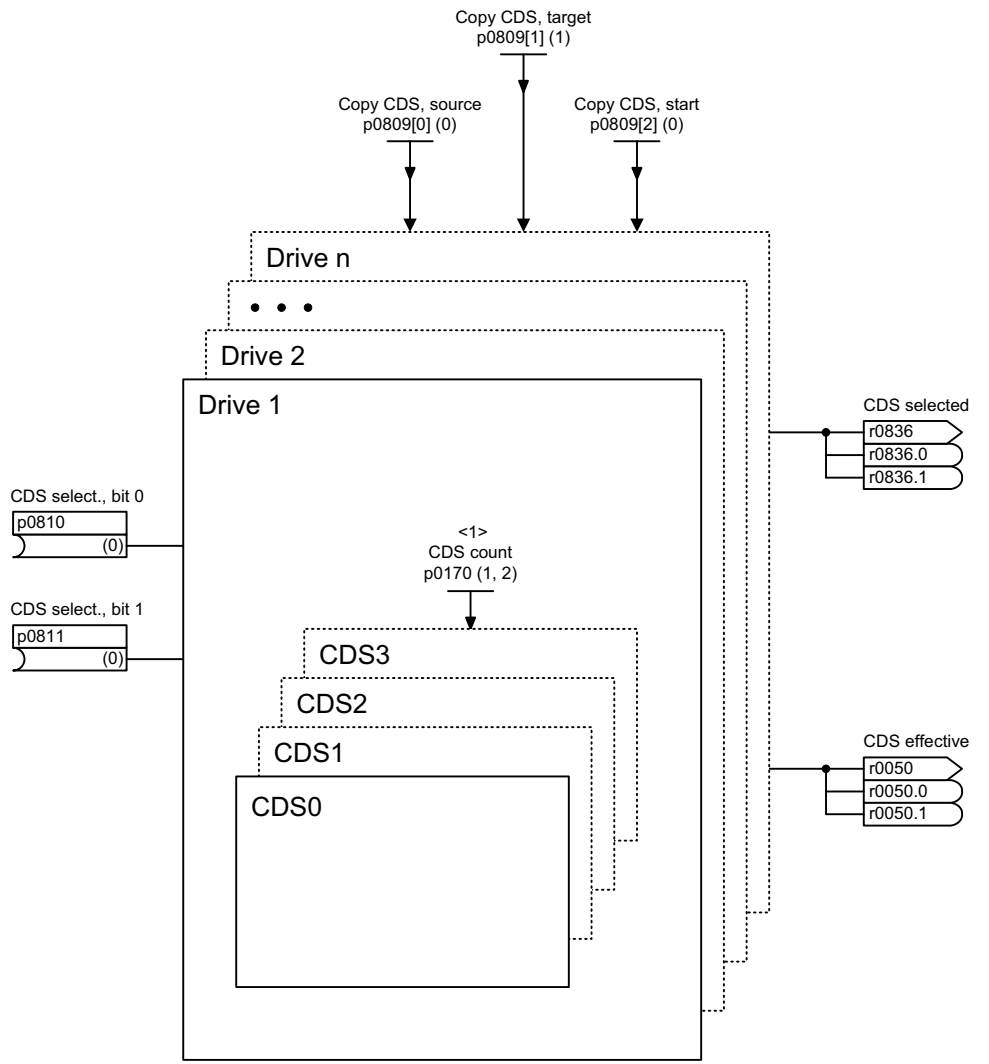 Copy CDS, target
p0809[1] (1)
Copy CDS, source
p0809[0] (0)
Copy CDS, start
p0809[2] (0)
Drive n
• • •
Drive 2
Drive 1
CDS selected
r0836
r0836.0
r0836.1
CDS select., bit 0
p0810
(0)
<1>
CDS count
p0170 (1, 2)
CDS select., bit 1
p0811
(0)
CDS3
CDS2
CDS1
CDS0
CDS effective
r0050
r0050.0
r0050.1